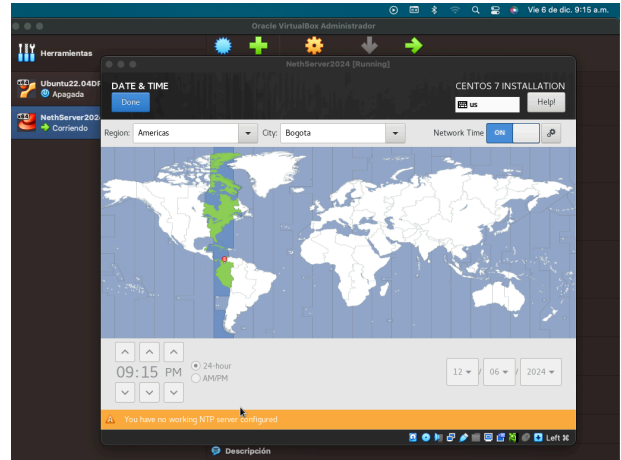 Vie 6 de dic. 9:15 a.m.
Oracle VirtualBox Administrador
Herramientas
NethServer2024 [Running]
Ubuntu22.04DF
Apagada
NethServer202
Corriendo
DATE & TIME
CENTOS 7 INSTALLATION
Done
us
Help!
Region:
Americas
City:
Bogota
Network Time
ON
09:15 PM
24-hour
AM/PM
12 / 06 / 2024
You have no working NTP server configured
Left ⌘
Descripción